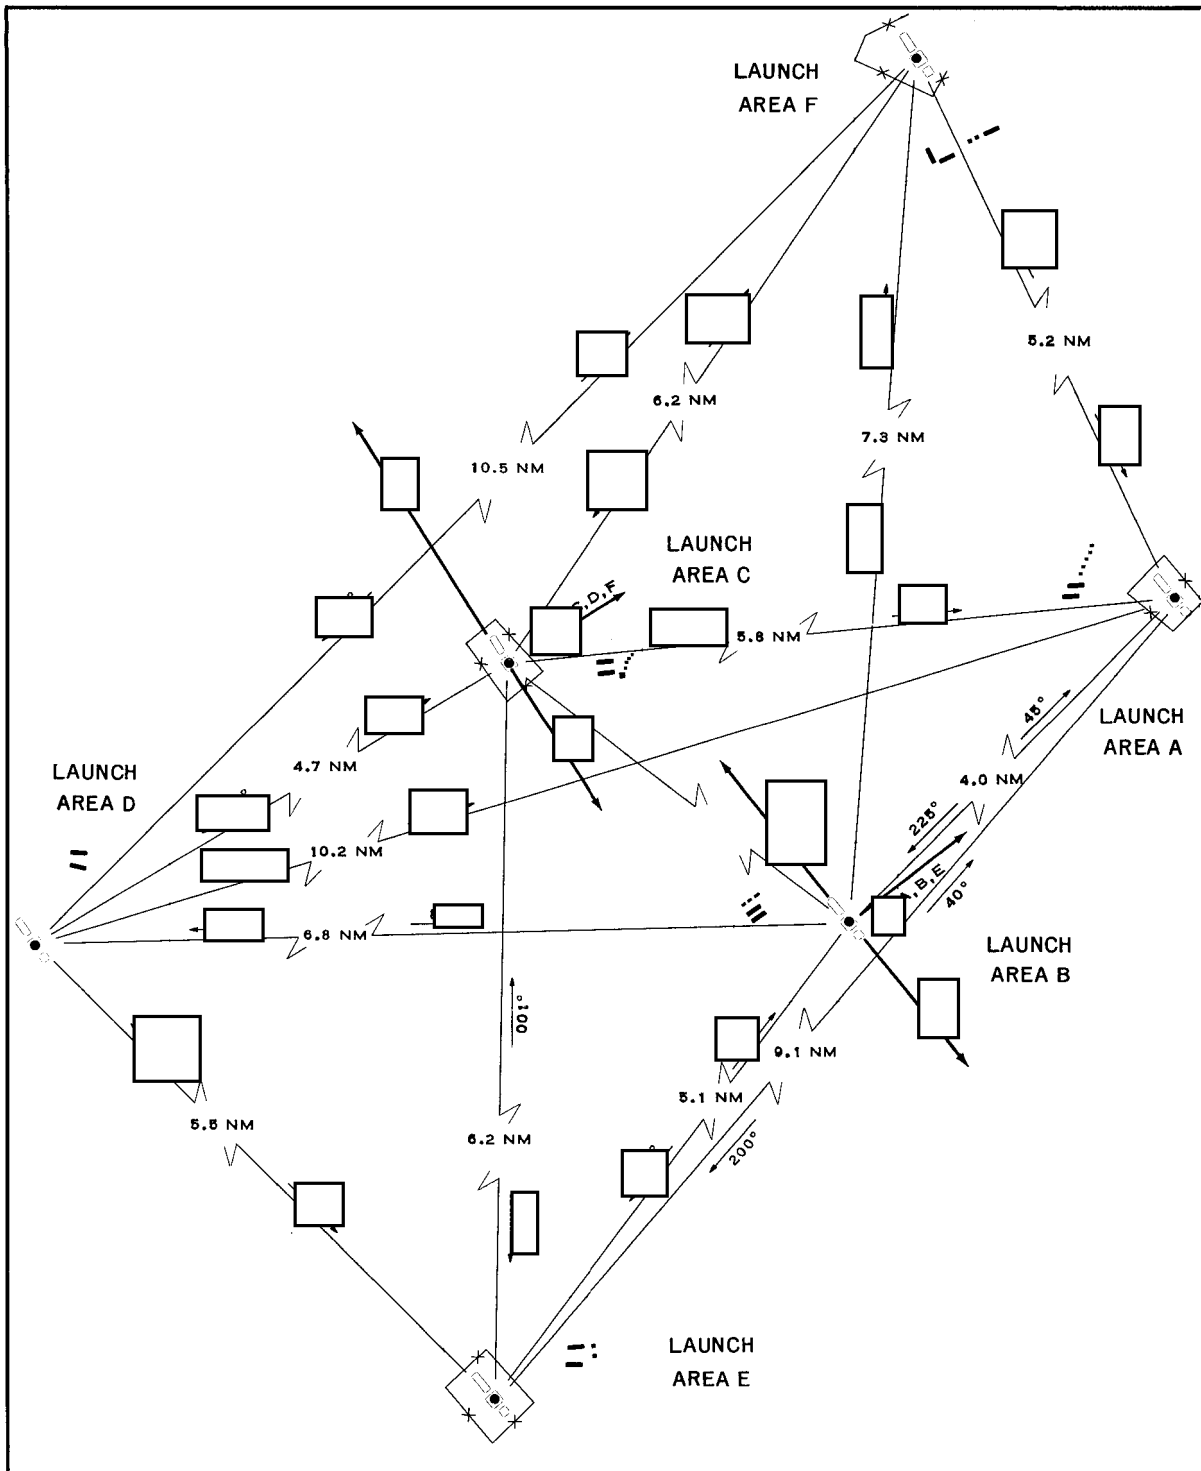 LAUNCH
AREA F
5.2 NM
6.2 NM
7.3 NM
10.5 NM
LAUNCH
AREA C
D, F
5.8 NM
45°
LAUNCH
AREA A
4.7 NM
LAUNCH
AREA D
4.0 NM
225°
10.2 NM
A, B, E
40°
6.8 NM
LAUNCH
AREA B
100°
9.1 NM
5.1 NM
5.5 NM
6.2 NM
200°
LAUNCH
AREA E